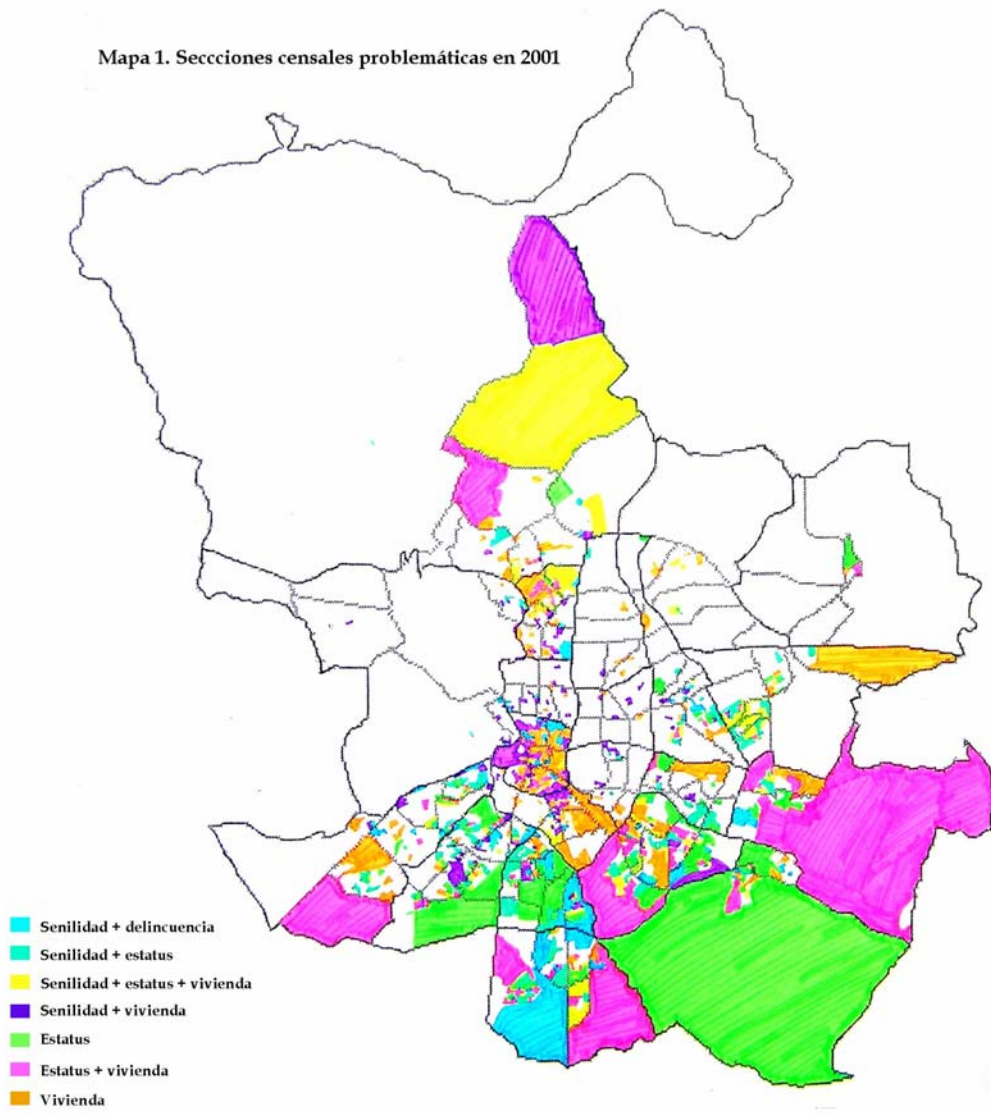 Mapa 1. Seccciones censales problemáticas en 2001
Senilidad + delincuencia
Senilidad + estatus
Senilidad + estatus + vivienda
Senilidad + vivienda
Estatus
Estatus + vivienda
Vivienda